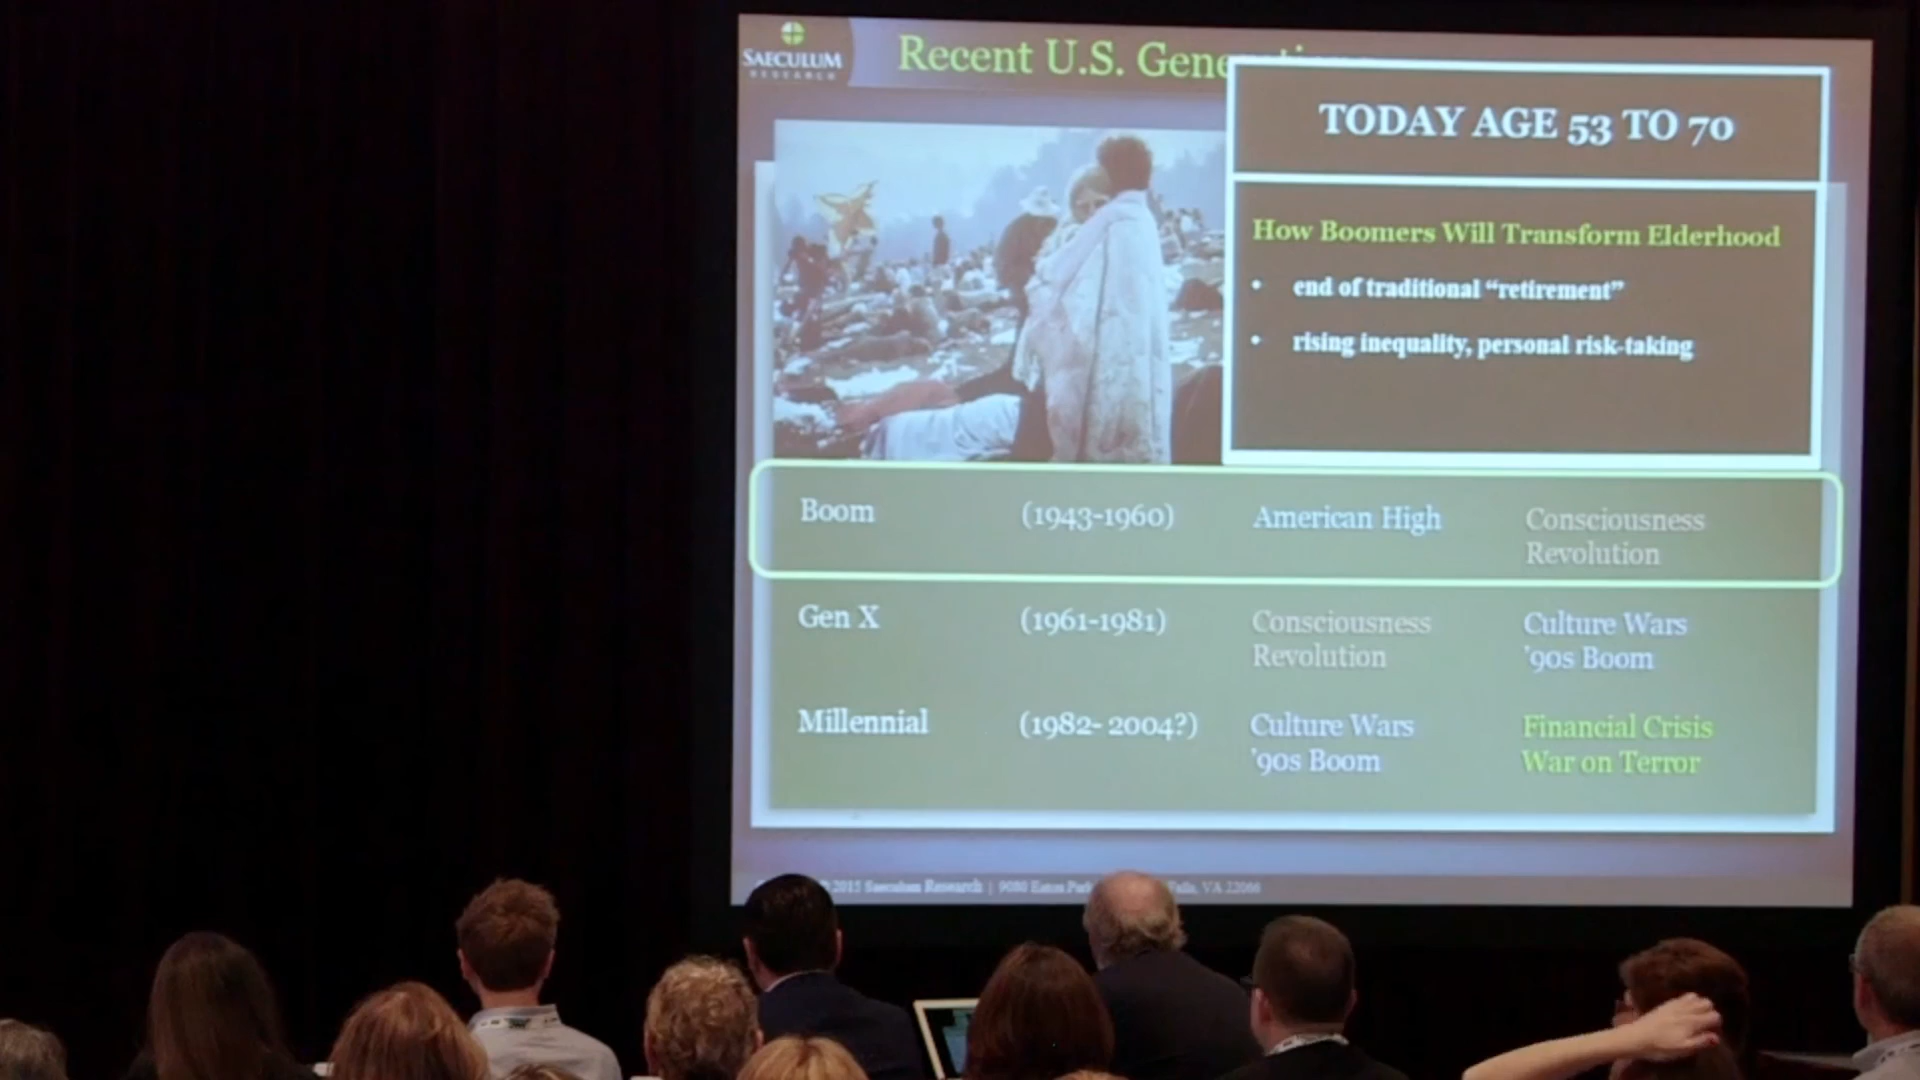 SAECULUM
RESEARCH
Recent U.S.
TODAY AGE 53 TO 70
How Boomers Will Transform Elderhood
• end of traditional “retirement”
• rising inequality, personal risk-taking
Boom (1943-1960) American High Consciousness
Revolution
Gen X (1961-1981) Consciousness Culture Wars
Revolution ’90s Boom
Millennial (1982- 2004?) Culture Wars Financial Crisis
’90s Boom War on Terror
2015 Saeculum Research | 9080 Eaton Park Falls, VA 22066